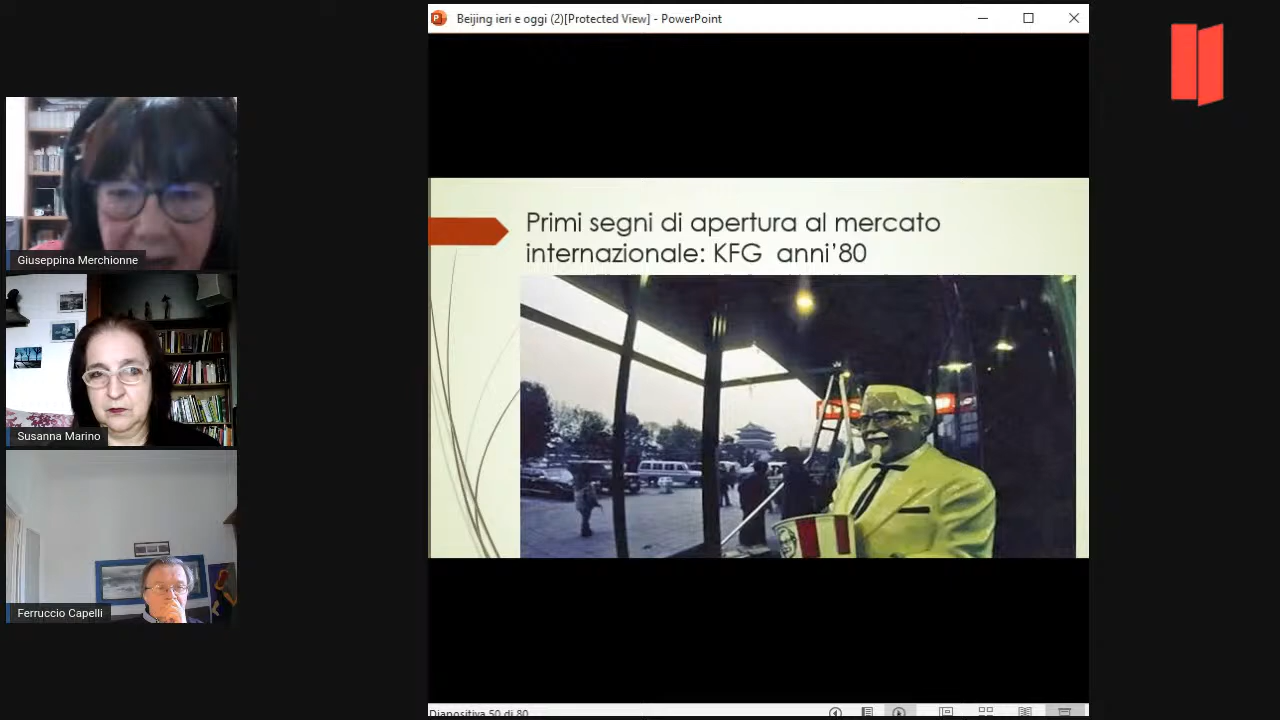 Beijing ieri e oggi (2)[Protected View] - PowerPoint
Giuseppina Merchionne
Susanna Marino
Ferruccio Capelli
Primi segni di apertura al mercato
internazionale: KFG anni'80
KFC
Diapositiva 50 di 80